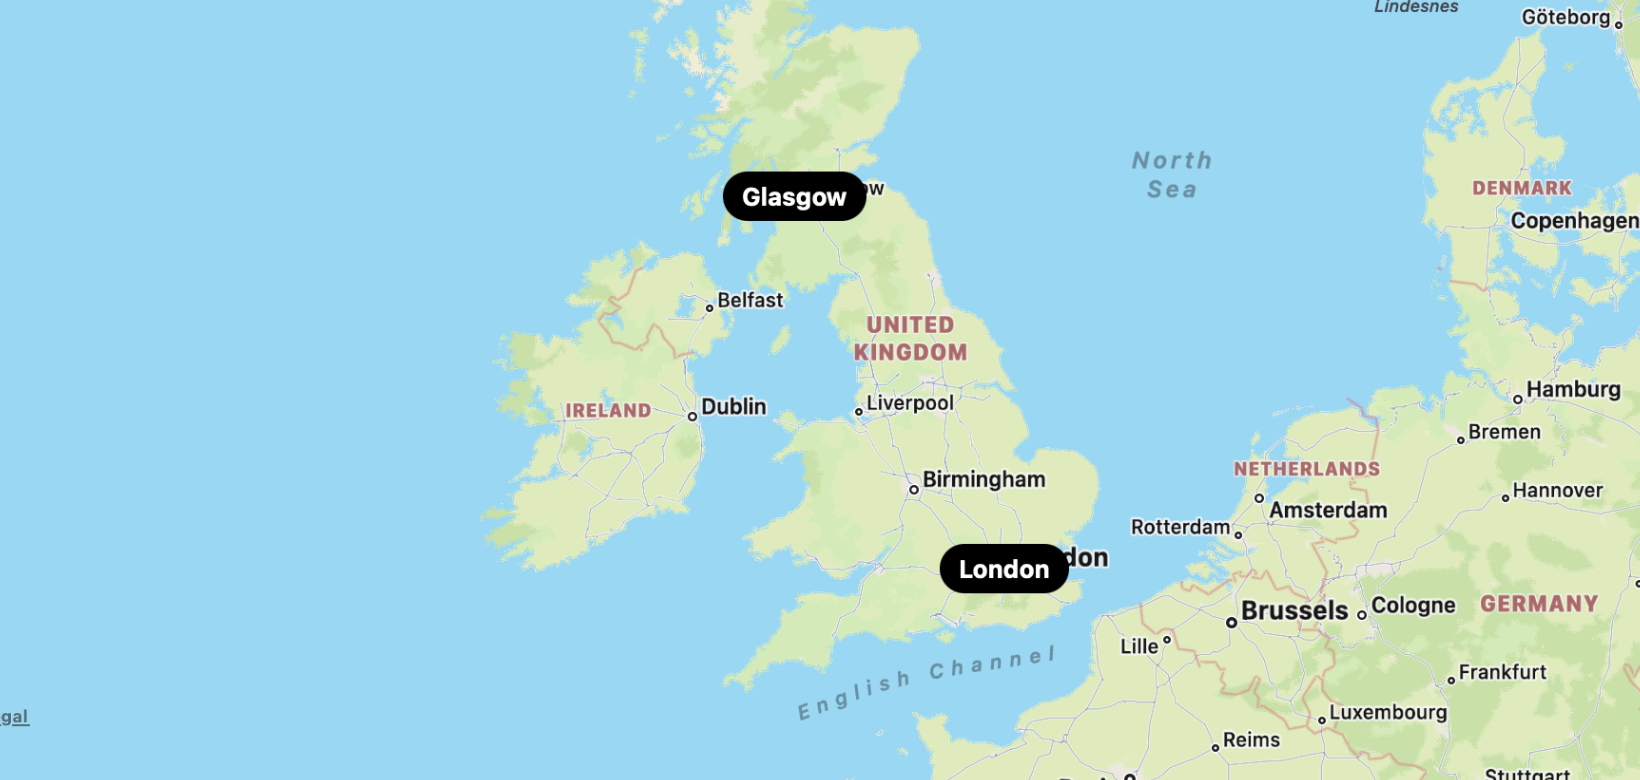 Lindesnes
Göteborg
North
Sea
DENMARK
Copenhagen
Glasgow
ow
Belfast
UNITED
KINGDOM
Hamburg
Liverpool
IRELAND
Dublin
Bremen
NETHERLANDS
Birmingham
Hannover
Amsterdam
Rotterdam
London
don
Brussels
Cologne
GERMANY
Lille
English Channel
Frankfurt
Luxembourg
gal
Reims
Stuttgart